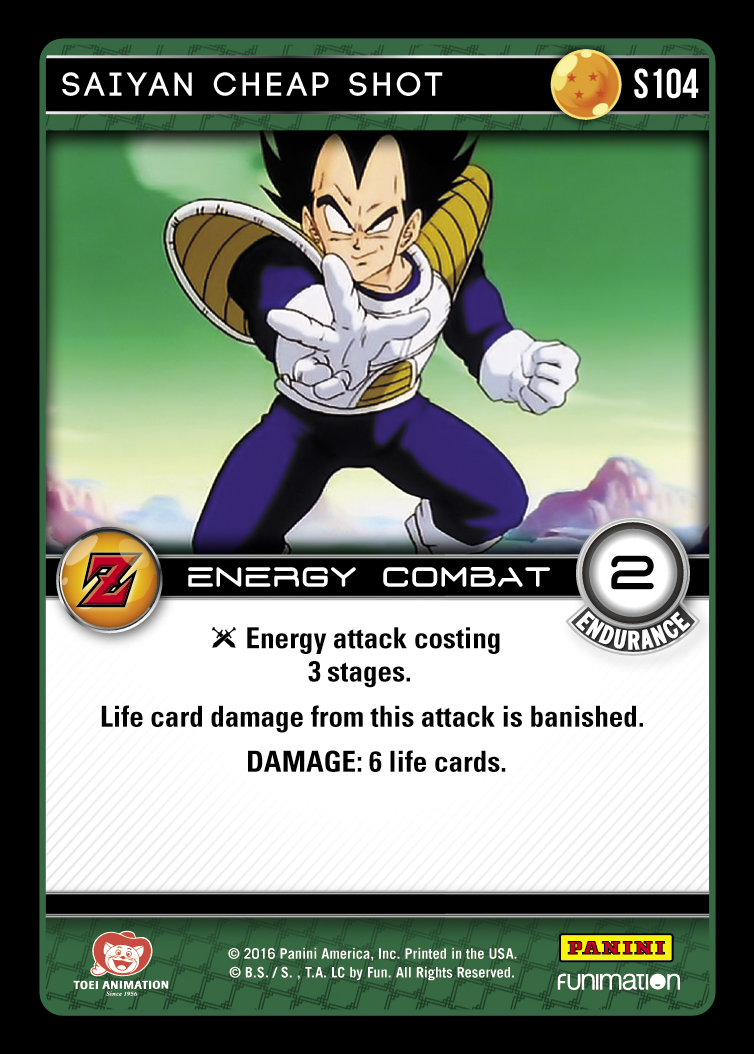 SAIYAN CHEAP SHOT
S104
Z
ENERGY COMBAT
2
ENDURANCE
Energy attack costing
3 stages.
Life card damage from this attack is banished.
DAMAGE: 6 life cards.
TOEI ANIMATION
Since 1956
© 2016 Panini America, Inc. Printed in the USA.
© B.S. / S. , T.A. LC by Fun. All Rights Reserved.
PANINI
FUNIMATION